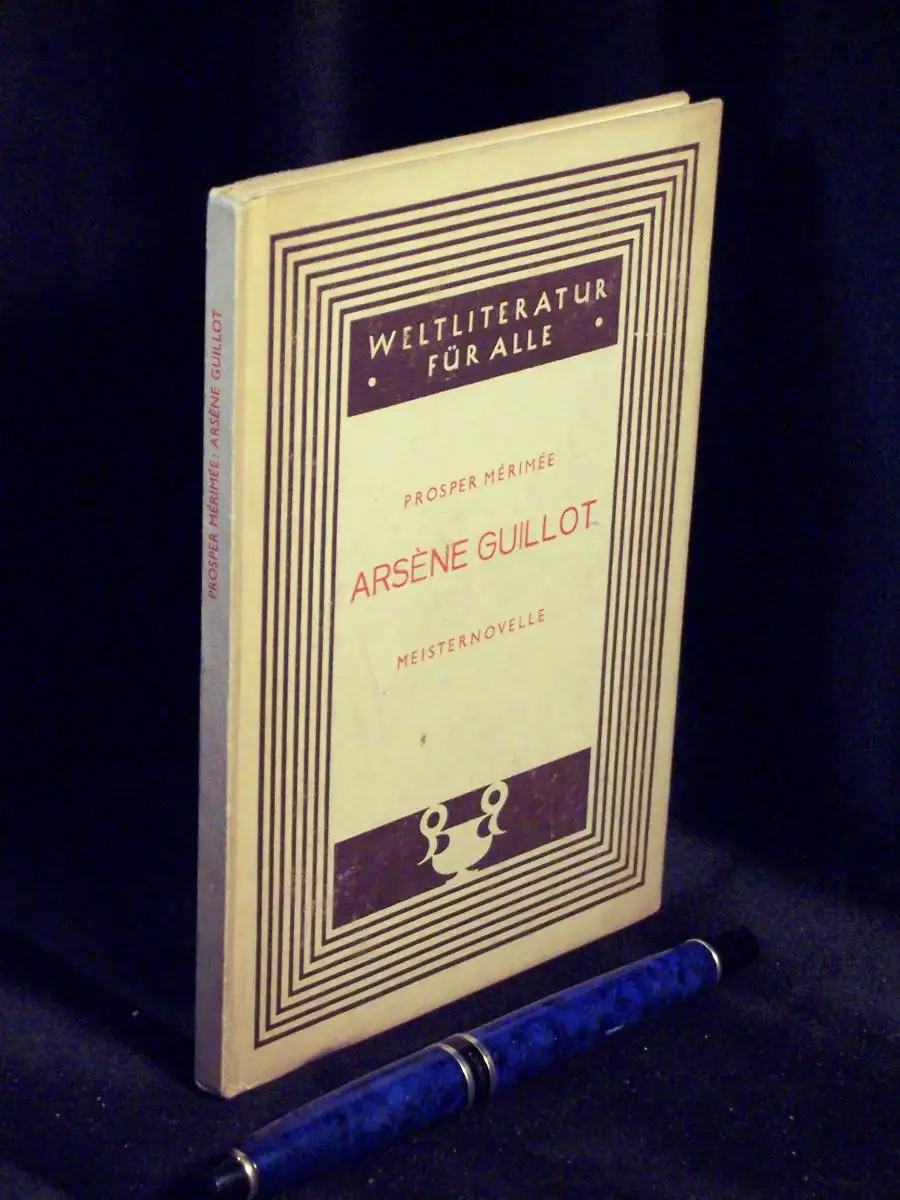 PROSPER MÉRIMÉE: ARSÈNE GUILLOT
WELTLITERATUR
• FÜR ALLE •
PROSPER MÉRIMÉE
ARSÈNE GUILLOT
MEISTERNOVELLE